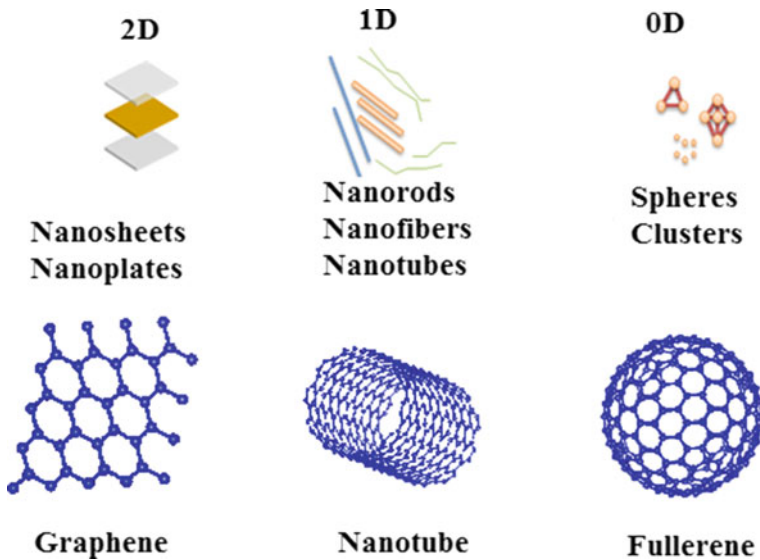 2D
1D
0D
Nanosheets
Nanoplates
Nanorods
Nanofibers
Nanotubes
Spheres
Clusters
Graphene
Nanotube
Fullerene